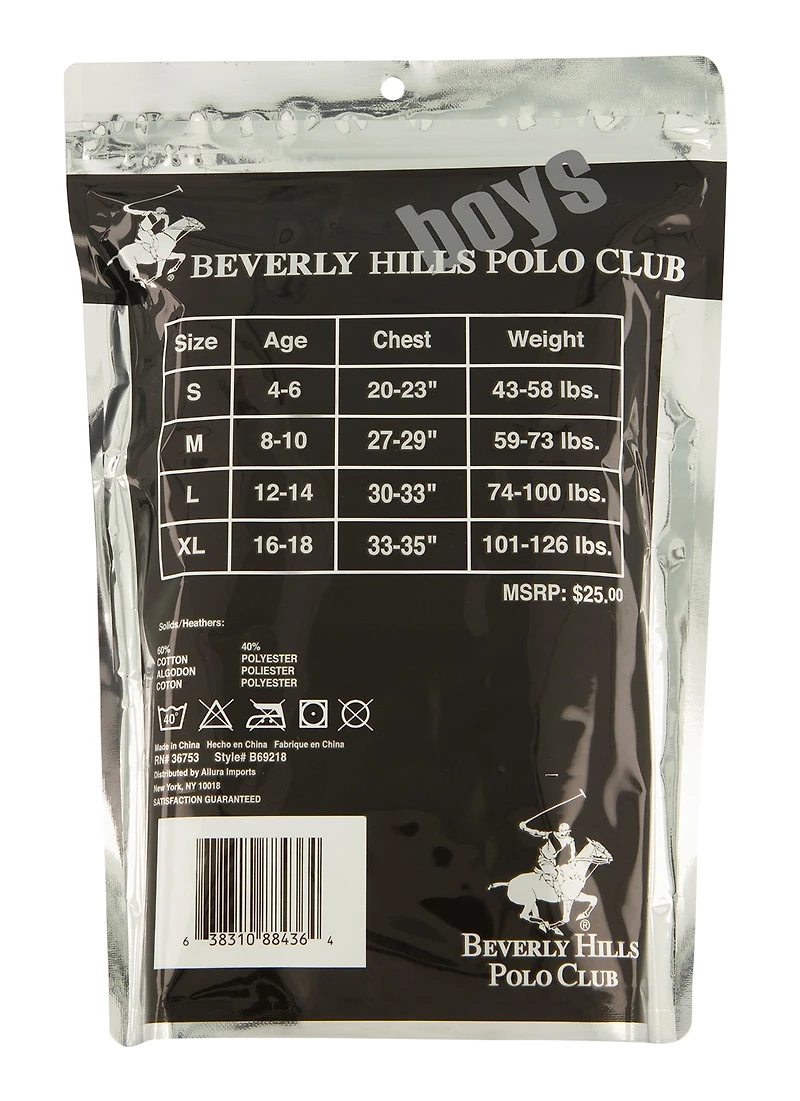 boys
BEVERLY HILLS POLO CLUB
Size Age Chest Weight
S 4-6 20-23" 43-58 lbs.
M 8-10 27-29" 59-73 lbs.
L 12-14 30-33" 74-100 lbs.
XL 16-18 33-35" 101-126 lbs.
MSRP: $25.00
Solids/Heathers:
60% 40%
COTTON POLYESTER
ALGODON POLIESTER
COTON POLYESTER
40°
Made in China Hecho en China Fabrique en China
RN# 36753 Style# B69218
Distributed by Allura Imports
New York, NY 10018
SATISFACTION GUARANTEED
6 38310 88436 4
®
BEVERLY HILLS
POLO CLUB